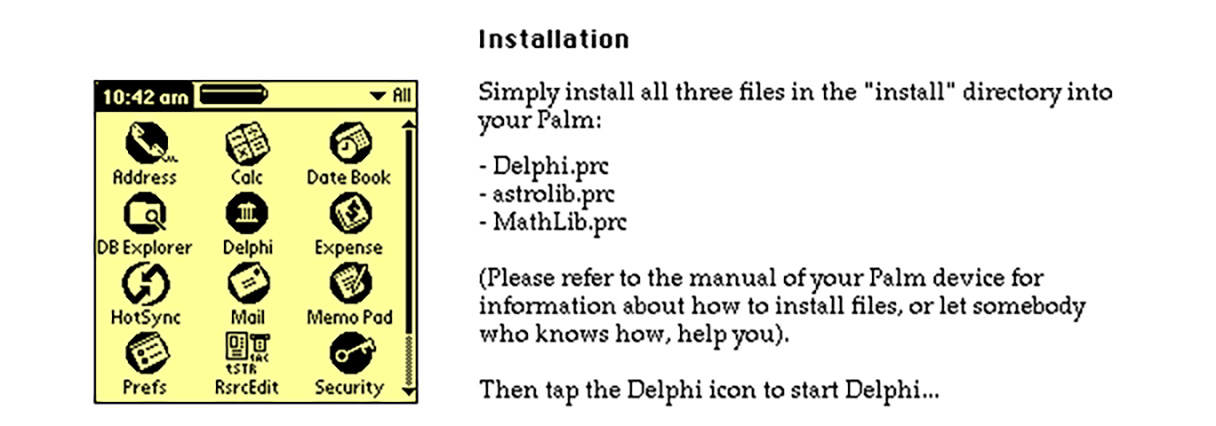 Installation
10:42 am
All
Simply install all three files in the "install" directory into
your Palm:
Address
Calc
Date Book
- Delphi.prc
- astrolib.prc
- MathLib.prc
DB Explorer
Delphi
Expense
(Please refer to the manual of your Palm device for
information about how to install files, or let somebody
who knows how, help you).
HotSync
Mail
Memo Pad
tAC
tSTR
Prefs
RsrcEdit
Security
Then tap the Delphi icon to start Delphi...